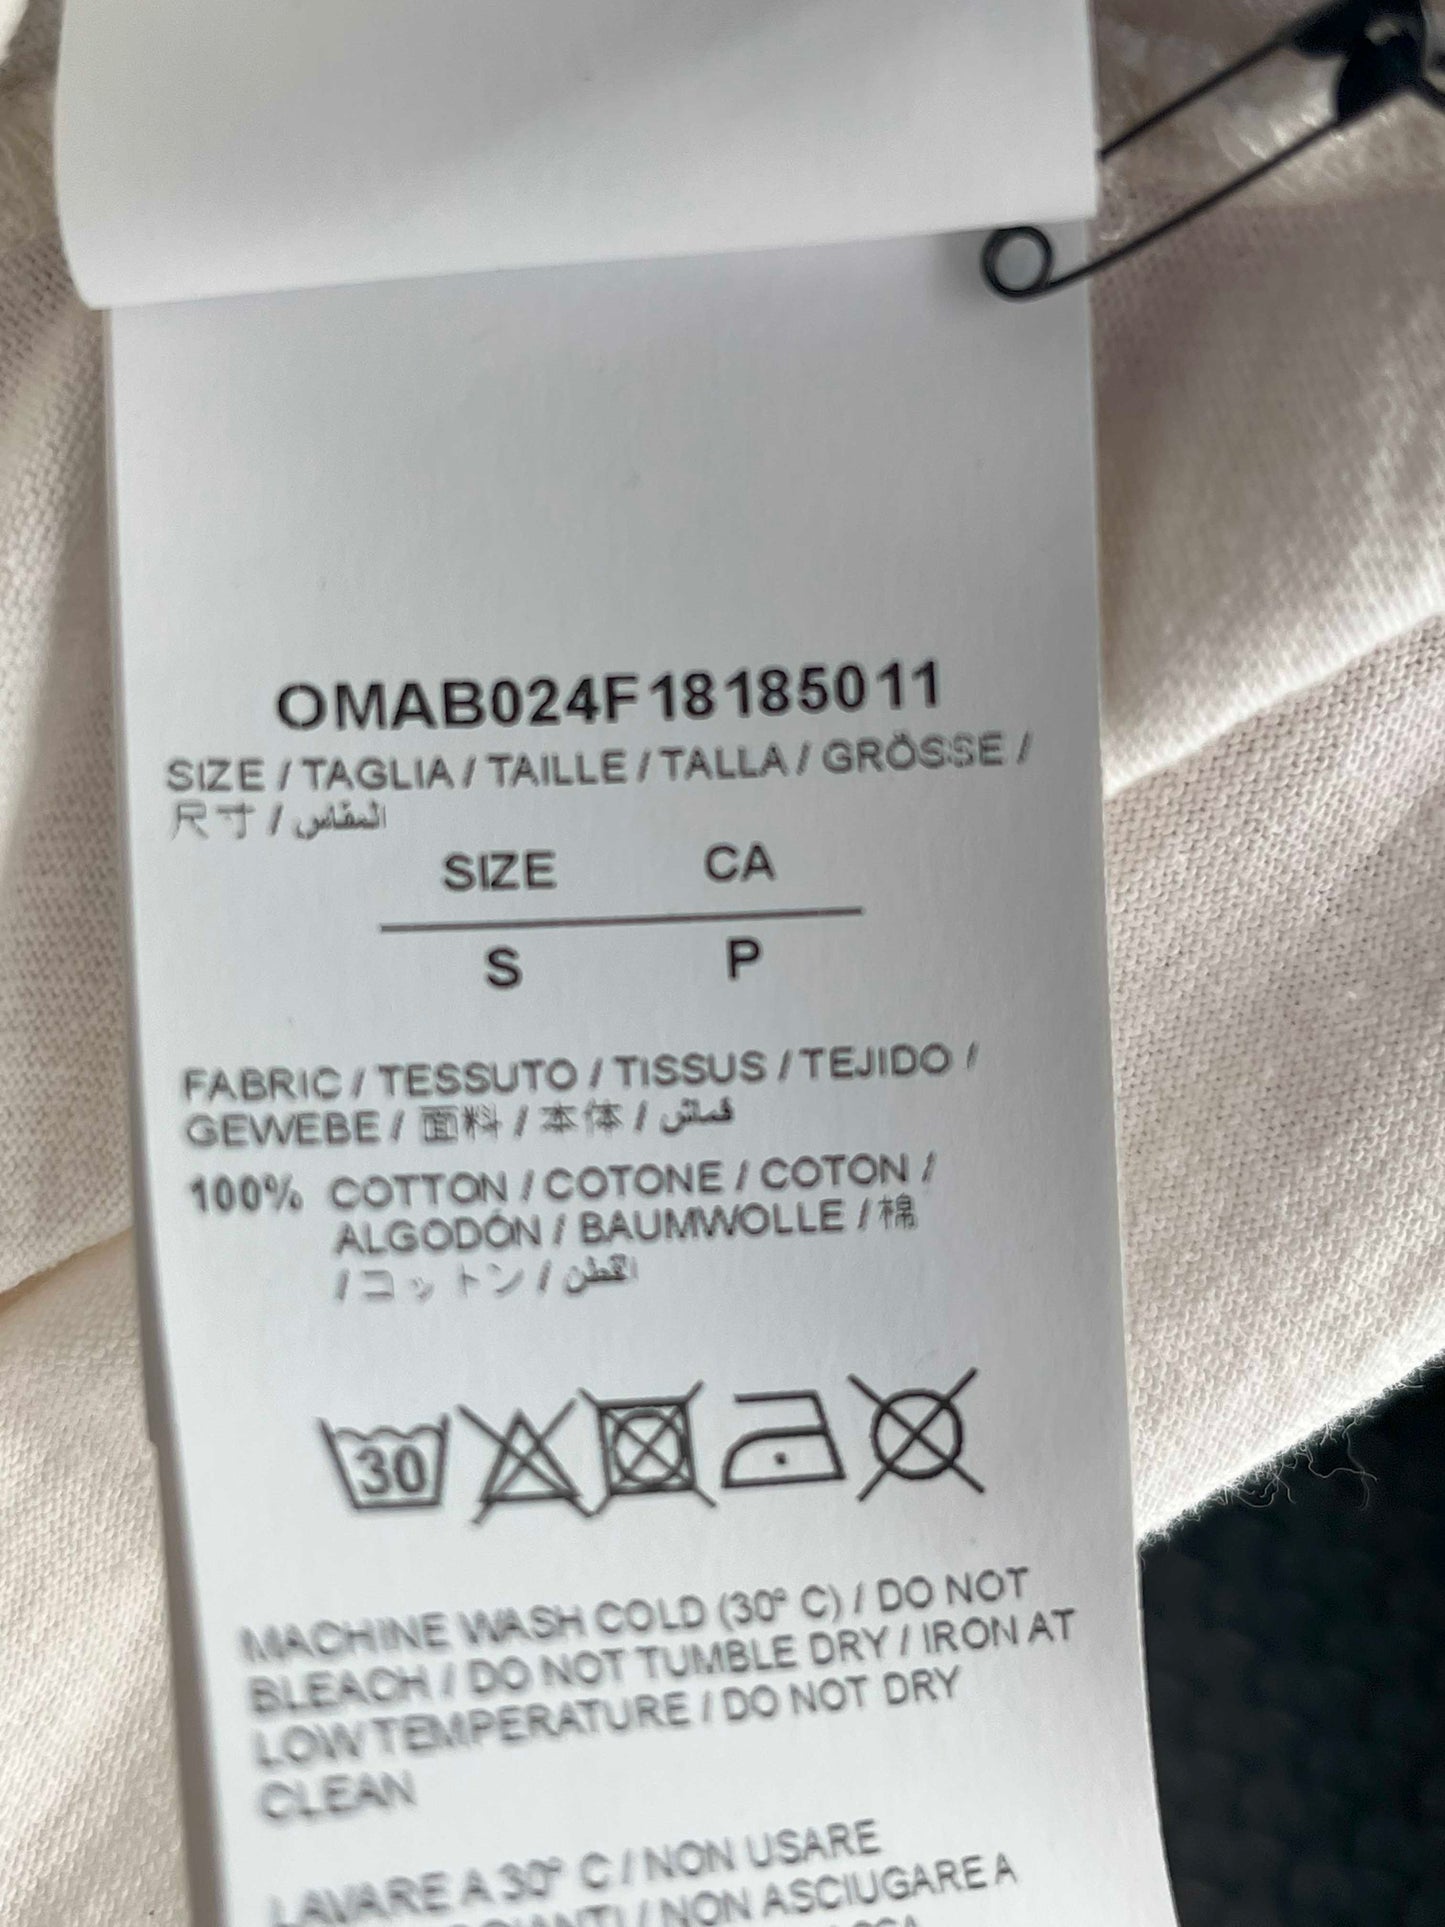 OMAB024F18185011
SIZE / TAGLIA / TAILLE / TALLA / GRÖSSE /
尺寸 / المقاس
SIZE CA
S P
FABRIC / TESSUTO / TISSUS / TEJIDO /
GEWEBE / 面料 / 本体 / قماش
100% COTTON / COTONE / COTON /
ALGODÓN / BAUMWOLLE / 棉
/ コットン / القطن
30
MACHINE WASH COLD (30° C) / DO NOT
BLEACH / DO NOT TUMBLE DRY / IRON AT
LOW TEMPERATURE / DO NOT DRY
CLEAN
LAVARE A 30° C / NON USARE
/ NON ASCIUGARE A